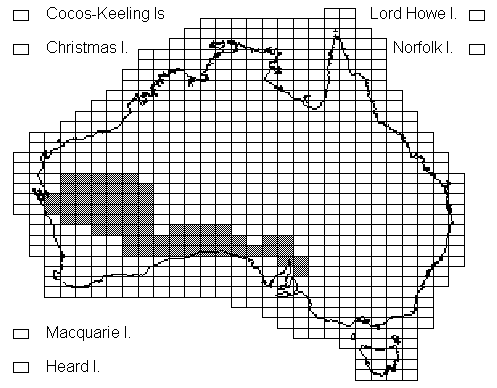 Cocos-Keeling Is
Lord Howe I.
Christmas I.
Norfolk I.
Macquarie I.
Heard I.